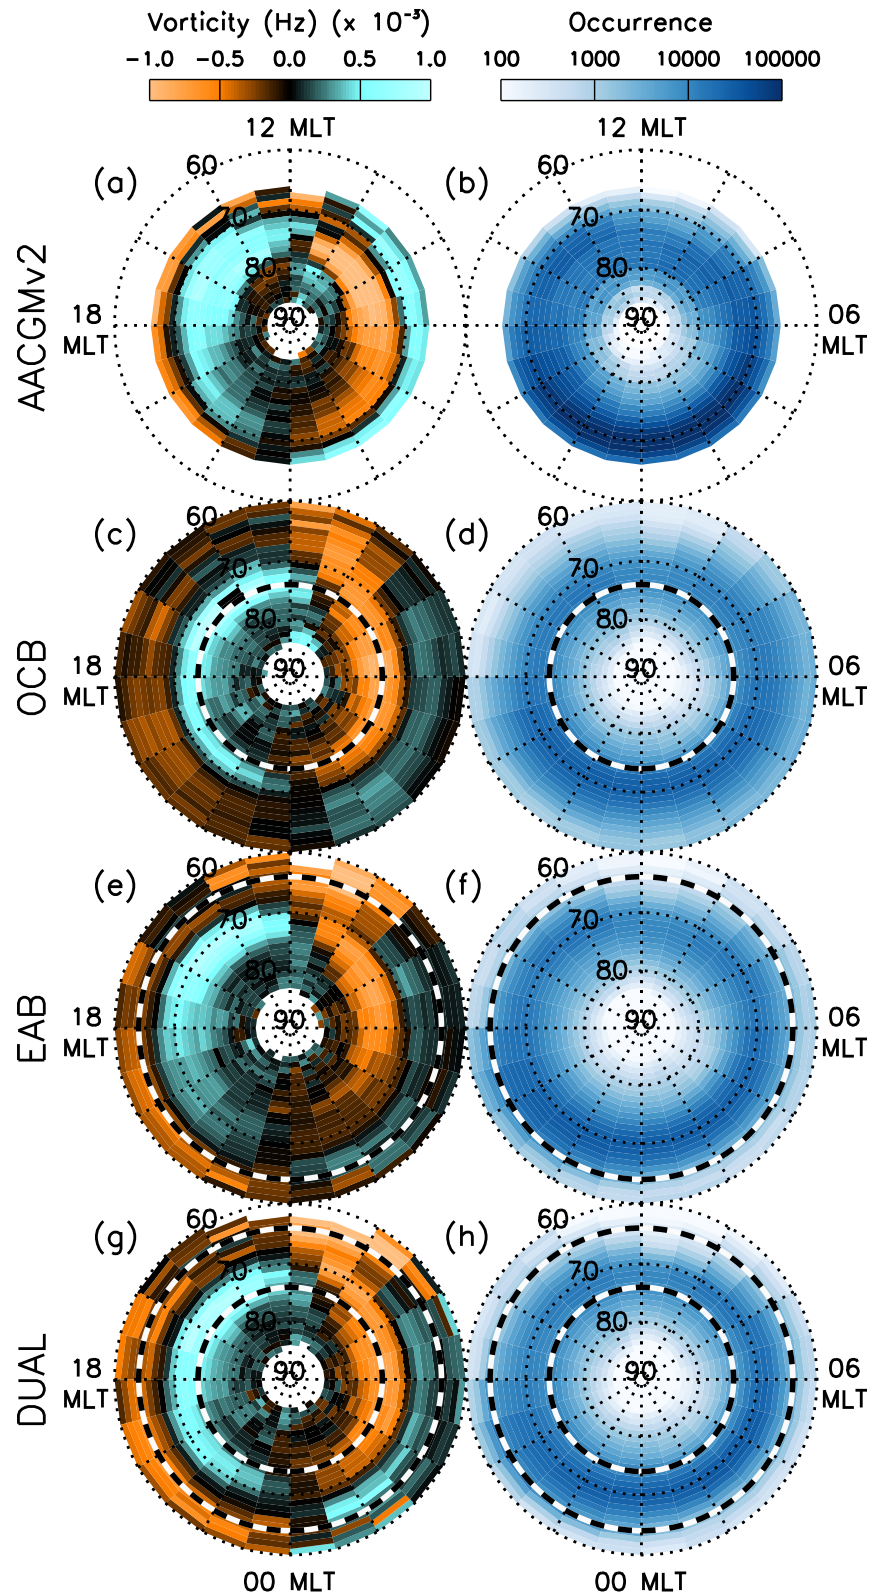 Vorticity (Hz) (x 10⁻³) Occurrence
−1.0 −0.5 0.0 0.5 1.0 100 1000 10000 100000
12 MLT 12 MLT
(a) 60 (b) 60
70 70
80 80
AACGMv2 18 MLT 90 90 06 MLT
(c) 60 (d) 60
70 70
80 80
OCB 18 MLT 90 90 06 MLT
(e) 60 (f) 60
70 70
80 80
EAB 18 MLT 90 90 06 MLT
(g) 60 (h) 60
70 70
80 80
DUAL 18 MLT 90 90 06 MLT
00 MLT 00 MLT